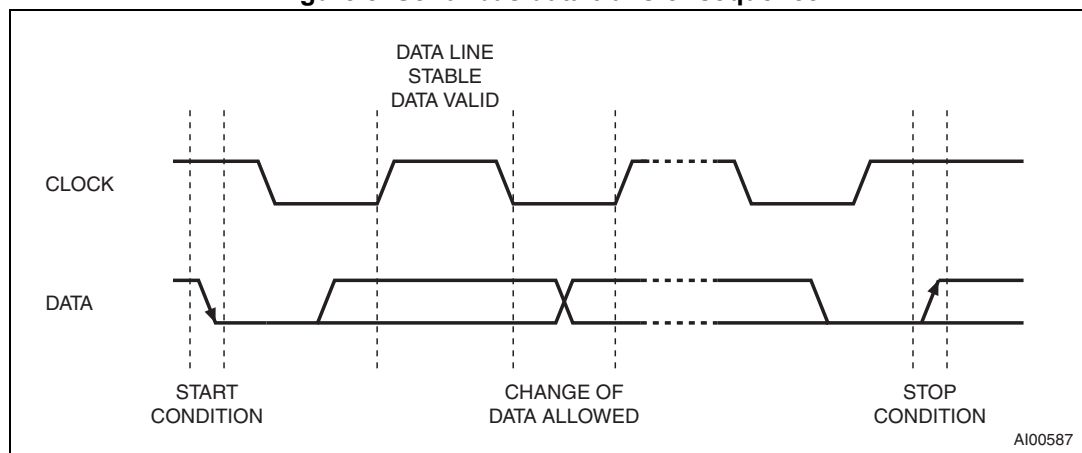 DATA LINE
STABLE
DATA VALID
CLOCK
DATA
START
CONDITION
CHANGE OF
DATA ALLOWED
STOP
CONDITION
AI00587